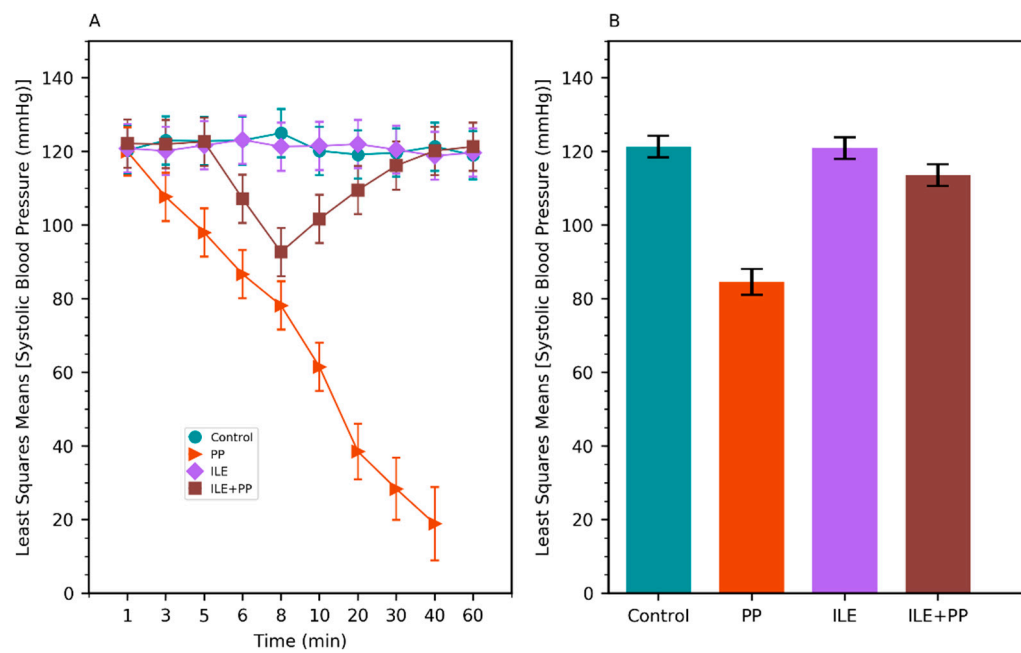 A
Least Squares Means [Systolic Blood Pressure (mmHg)]
140
120
100
80
60
40
20
0
Control
PP
ILE
ILE+PP
1 3 5 6 8 10 20 30 40 60
Time (min)
B
Least Squares Means [Systolic Blood Pressure (mmHg)]
140
120
100
80
60
40
20
0
Control PP ILE ILE+PP